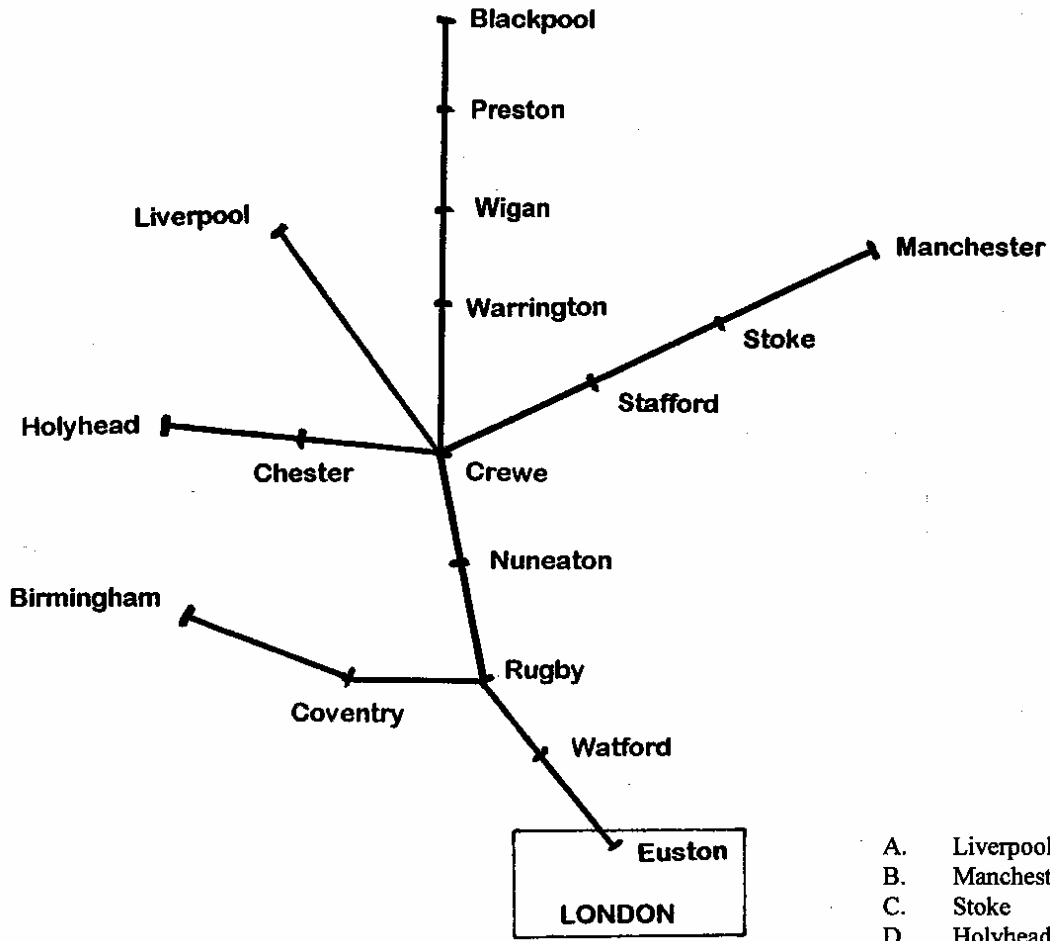 Blackpool
Preston
Wigan
Liverpool
Manchester
Warrington
Stoke
Stafford
Holyhead
Chester
Crewe
Nuneaton
Birmingham
Rugby
Coventry
Watford
Euston
LONDON
A. Liverpool
B. Manchest
C. Stoke
D. Holyhead